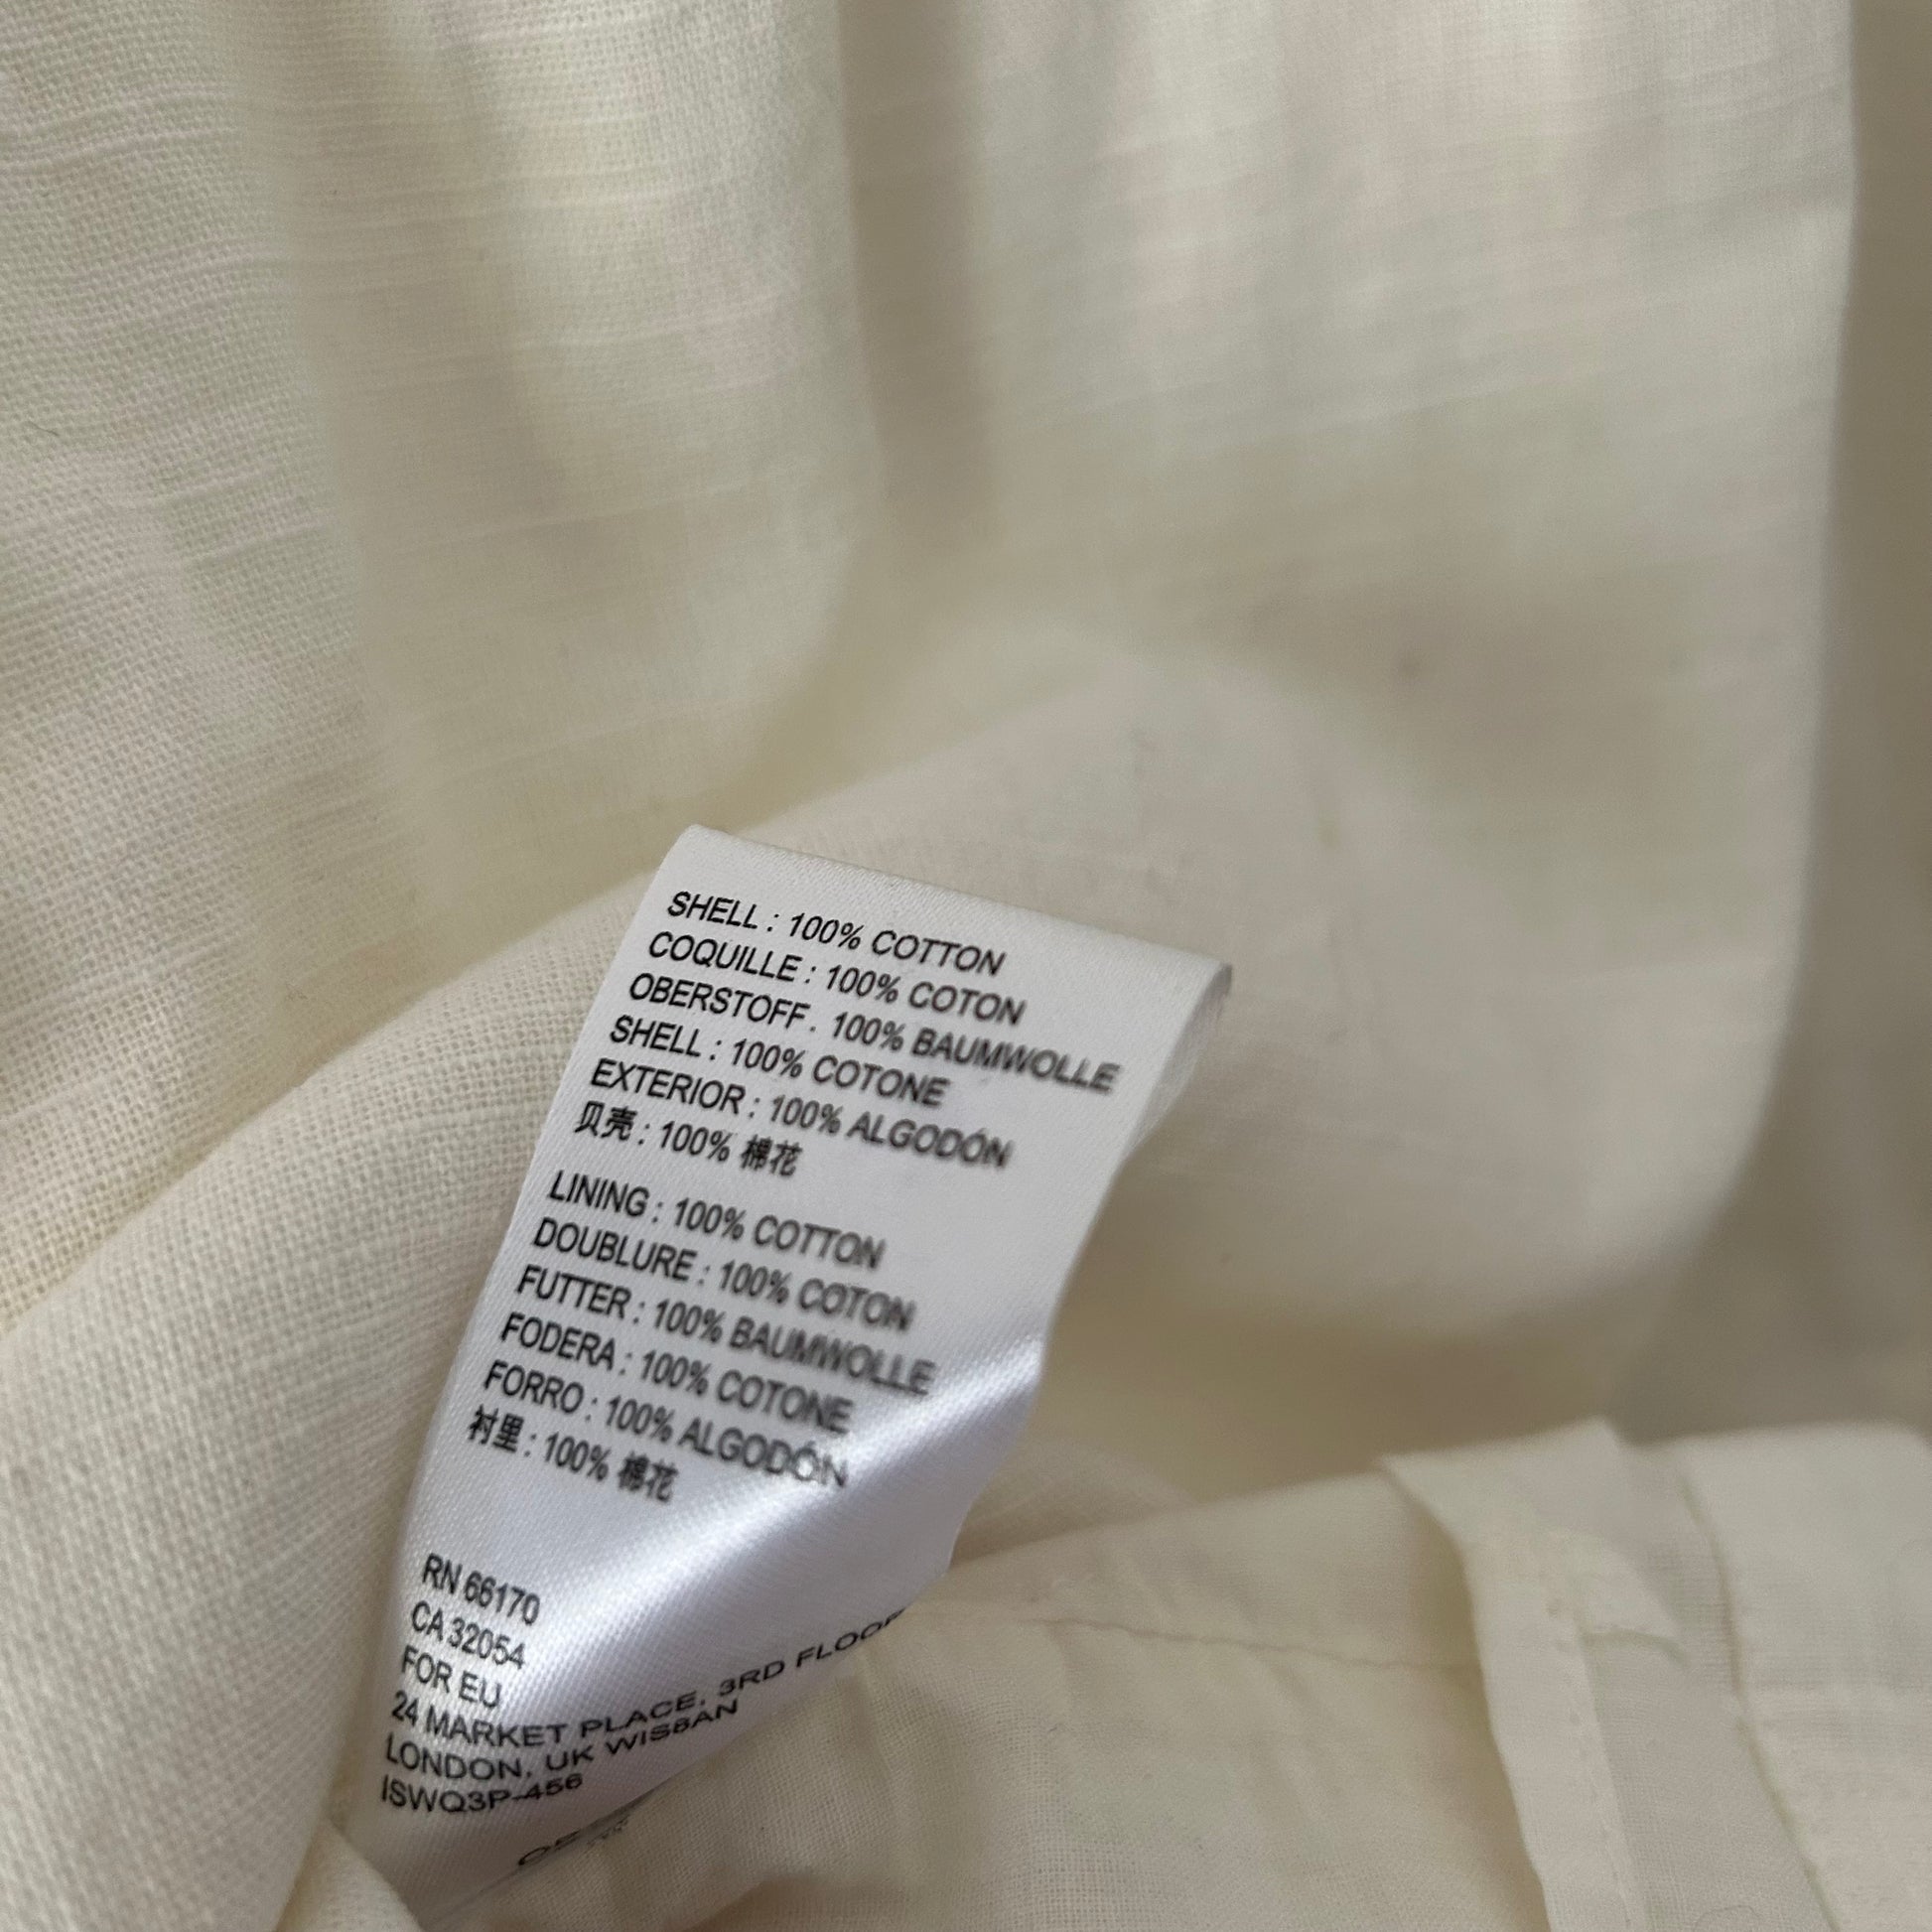 SHELL : 100% COTTON
COQUILLE : 100% COTON
OBERSTOFF. 100% BAUMWOLLE
SHELL : 100% COTONE
EXTERIOR : 100% ALGODÓN
贝壳 : 100% 棉花
LINING : 100% COTTON
DOUBLURE : 100% COTON
FUTTER : 100% BAUMWOLLE
FODERA : 100% COTONE
FORRO : 100% ALGODÓN
衬里 : 100% 棉花
RN 66170
CA 32054
FOR EU
24 MARKET PLACE, 3RD FLOOR
LONDON, UK WIS8AN
ISWQ3P-456